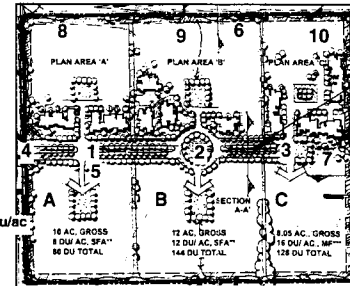 8 9 6 10
PLAN AREA 'A' PLAN AREA 'B' PLAN AREA
4 1 2 3 7
5
A B SECTION A-A' C
u/ac
10 AC, GROSS
8 DU/ AC, SFA**
80 DU TOTAL
12 AC, GROSS
12 DU/ AC, SFA**
144 DU TOTAL
8.05 AC., GROSS
16 DU/ AC., MF***
128 DU TOTAL